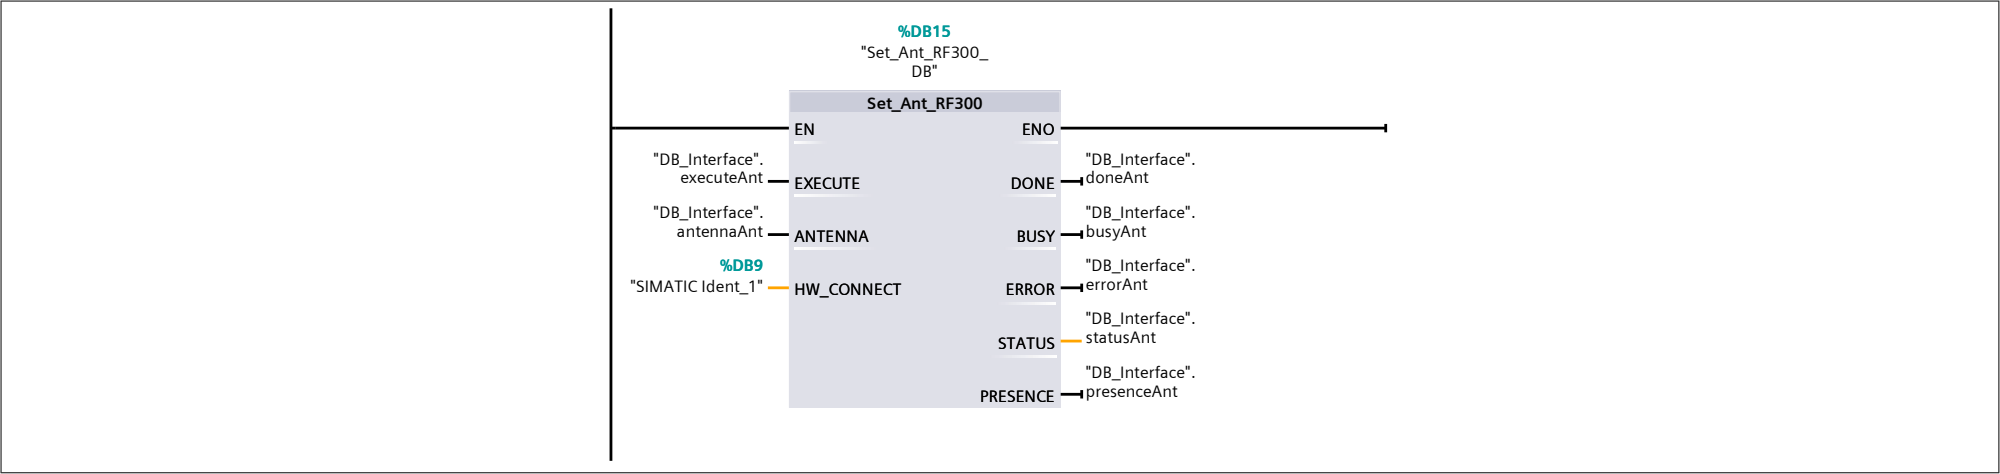 %DB15
"Set_Ant_RF300_
DB"
Set_Ant_RF300
EN
ENO
"DB_Interface".
executeAnt
EXECUTE
DONE
"DB_Interface".
doneAnt
"DB_Interface".
antennaAnt
ANTENNA
BUSY
"DB_Interface".
busyAnt
%DB9
"SIMATIC Ident_1"
HW_CONNECT
ERROR
"DB_Interface".
errorAnt
STATUS
"DB_Interface".
statusAnt
PRESENCE
"DB_Interface".
presenceAnt